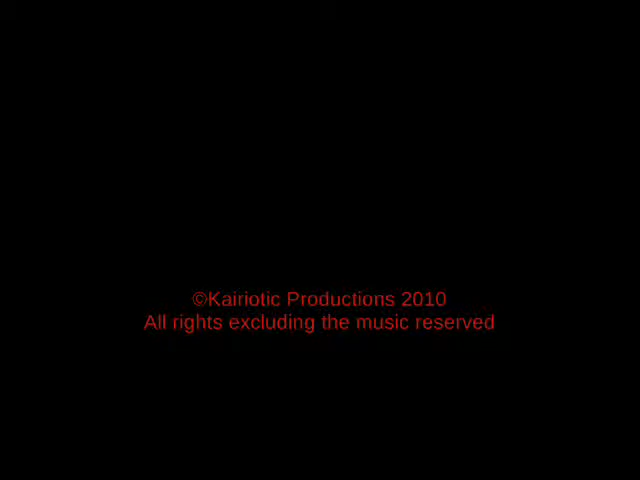 ©Kairiotic Productions 2010
All rights excluding the music reserved